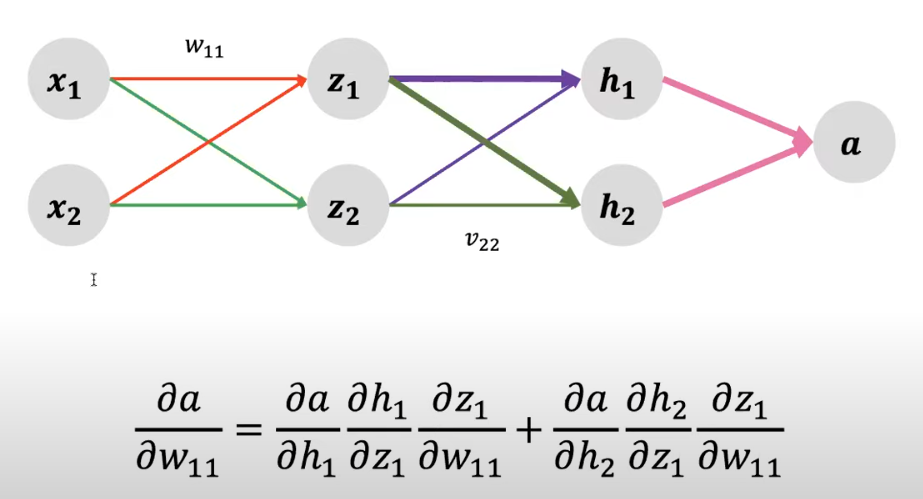 w₁₁
x₁ z₁ h₁
a
x₂ z₂ h₂
v₂₂
∂a/∂w₁₁ = ∂a/∂h₁ ∂h₁/∂z₁ ∂z₁/∂w₁₁ + ∂a/∂h₂ ∂h₂/∂z₁ ∂z₁/∂w₁₁